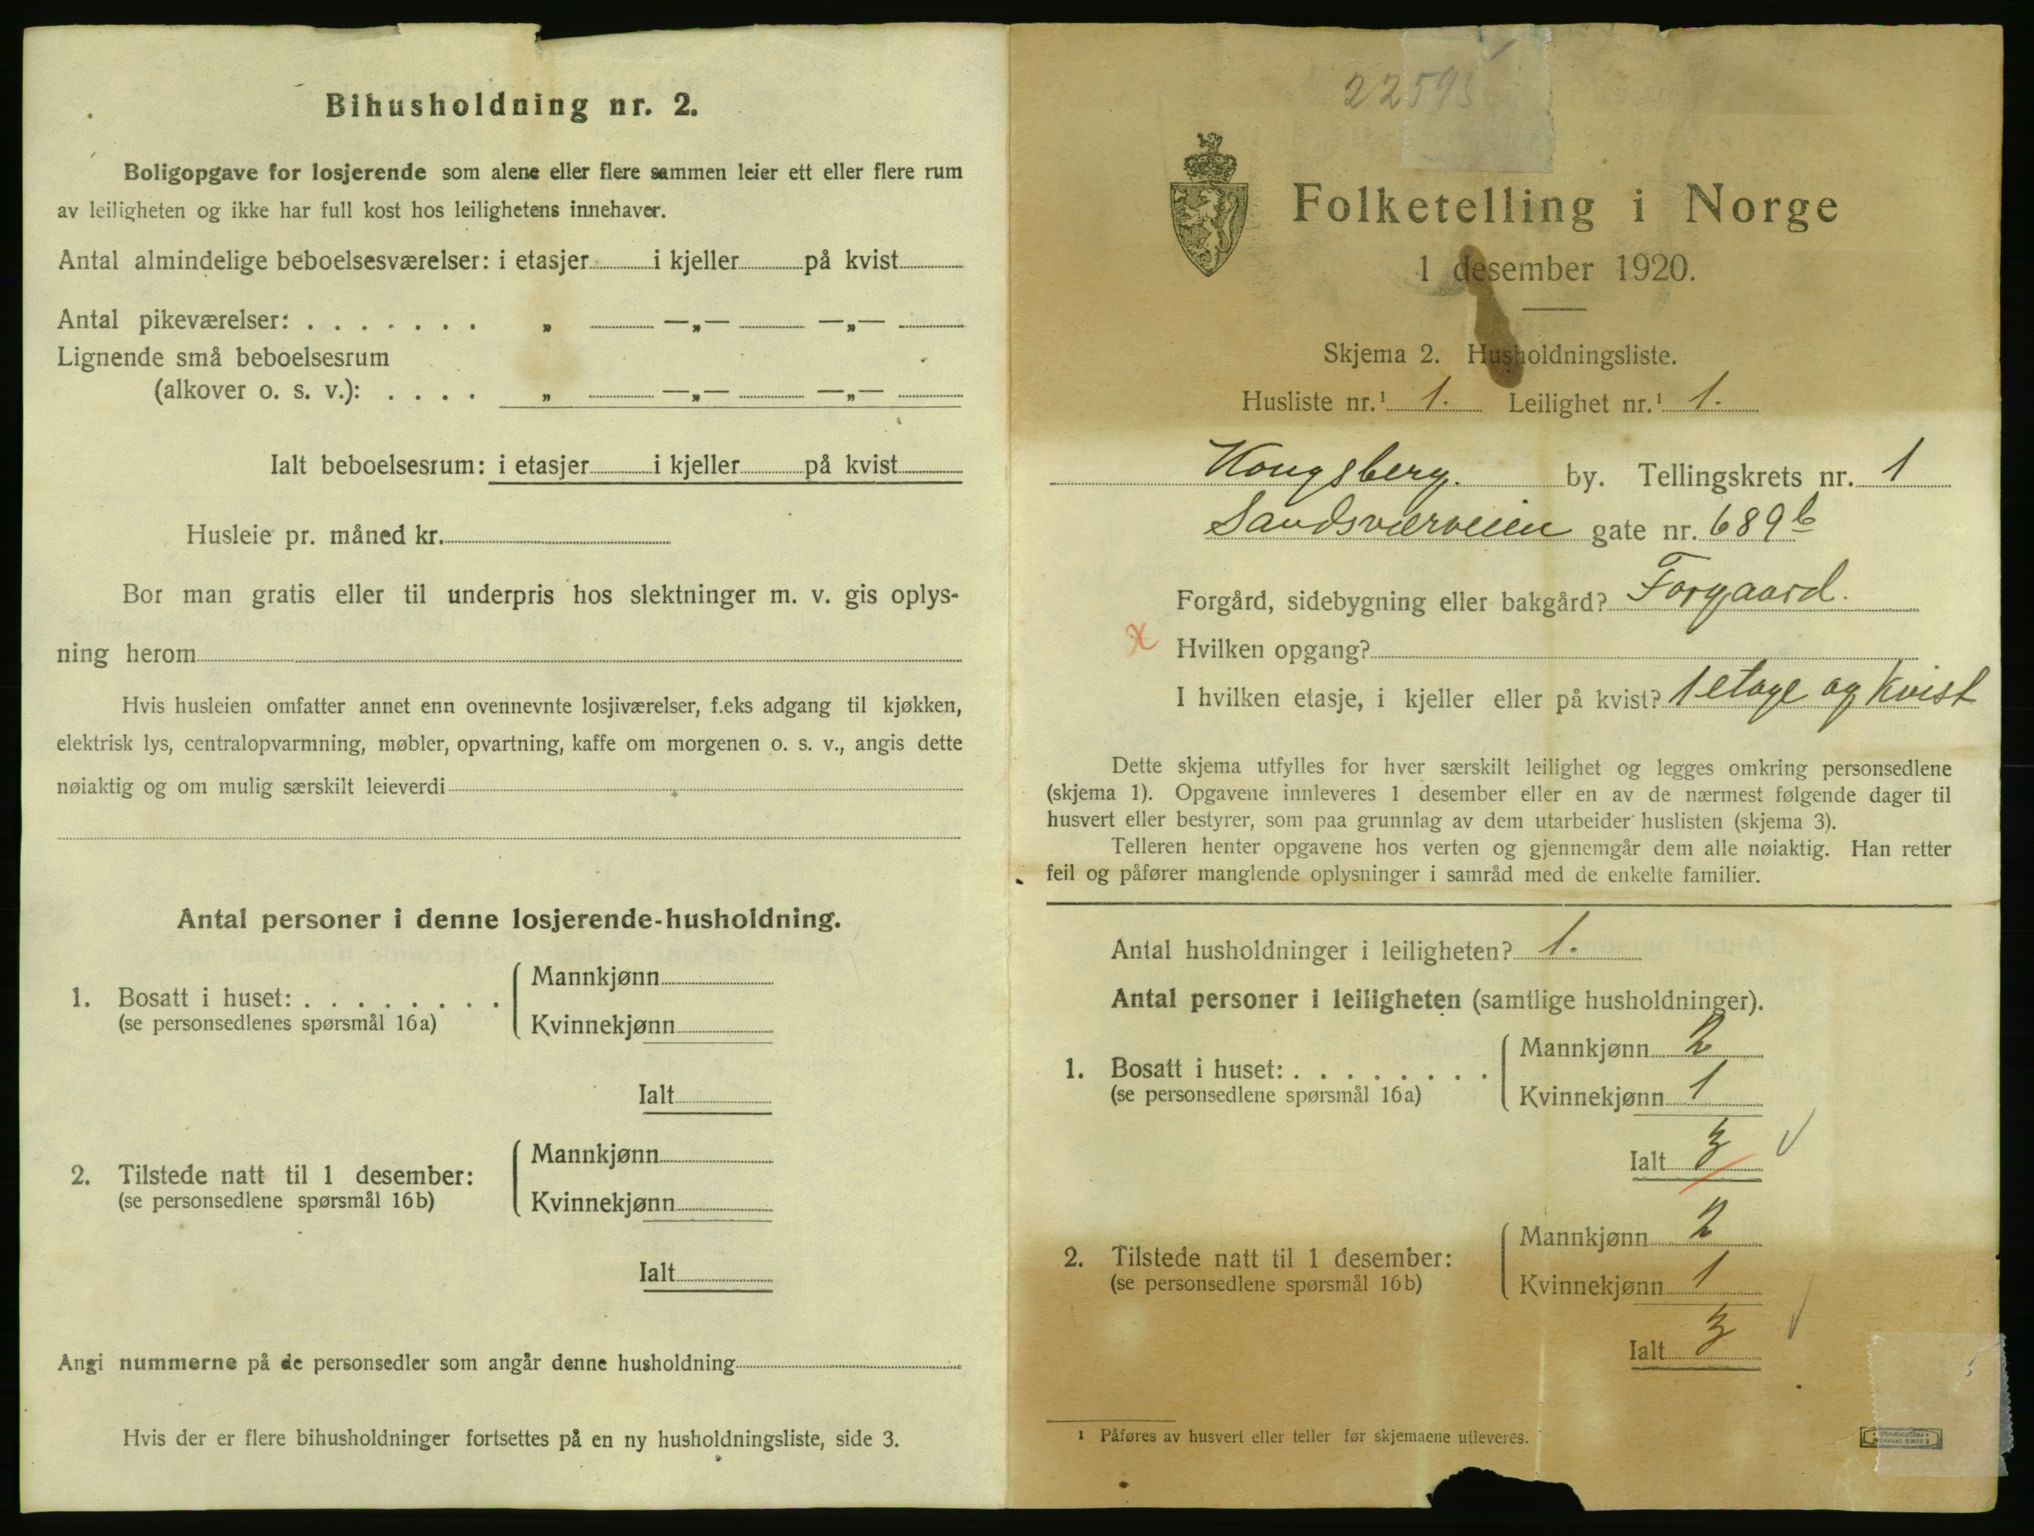 Bihusholdning nr. 2.
Boligopgave for losjerende som alene eller flere sammen leier ett eller flere rum
av leiligheten og ikke har full kost hos leilighetens innehaver.
Antal almindelige beboelsesværelser: i etasjer i kjeller på kvist
Antal pikeværelser: . . . . . . . „ —„— —„—
Lignende små beboelsesrum
(alkover o. s. v.): . . . . „ —„— —„—
Ialt beboelsesrum: i etasjer i kjeller på kvist
Husleie pr. måned kr.
Bor man gratis eller til underpris hos slektninger m. v. gis oplys-
ning herom
Hvis husleien omfatter annet enn ovennevnte losjiværelser, f.eks adgang til kjøkken,
elektrisk lys, centralopvarmning, møbler, opvartning, kaffe om morgenen o. s. v., angis dette
nøiaktig og om mulig særskilt leieverdi
Antal personer i denne losjerende-husholdning.
1. Bosatt i huset: . . . . . . . .
(se personsedlenes spørsmål 16a)
Mannkjønn
Kvinnekjønn
Ialt
2. Tilstede natt til 1 desember:
(se personsedlene spørsmål 16b)
Mannkjønn
Kvinnekjønn
Ialt
Angi nummerne på de personsedler som angår denne husholdning
Hvis der er flere bihusholdninger fortsettes på en ny husholdningsliste, side 3.
22595
Folketelling i Norge
1 desember 1920.
Skjema 2. Husholdningsliste.
Husliste nr.¹ 1. Leilighet nr.¹ 1.
Kongsberg. by. Tellingskrets nr. 1
Sandsværveien gate nr. 689b
Forgård, sidebygning eller bakgård? Forgaard.
x Hvilken opgang?
I hvilken etasje, i kjeller eller på kvist? 1 etage og Kvist
Dette skjema utfylles for hver særskilt leilighet og legges omkring personsedlene
(skjema 1). Opgavene innleveres 1 desember eller en av de nærmest følgende dager til
husvert eller bestyrer, som paa grunnlag av dem utarbeider huslisten (skjema 3).
Telleren henter opgavene hos verten og gjennemgår dem alle nøiaktig. Han retter
feil og påfører manglende oplysninger i samråd med de enkelte familier.
Antal husholdninger i leiligheten? 1.
Antal personer i leiligheten (samtlige husholdninger).
1. Bosatt i huset: . . . . . . . .
(se personsedlene spørsmål 16a)
Mannkjønn 2
Kvinnekjønn 1
Ialt 3
2. Tilstede natt til 1 desember:
(se personsedlene spørsmål 16b)
Mannkjønn 2
Kvinnekjønn 1
Ialt 3
¹ Påføres av husvert eller teller før skjemaene utleveres.